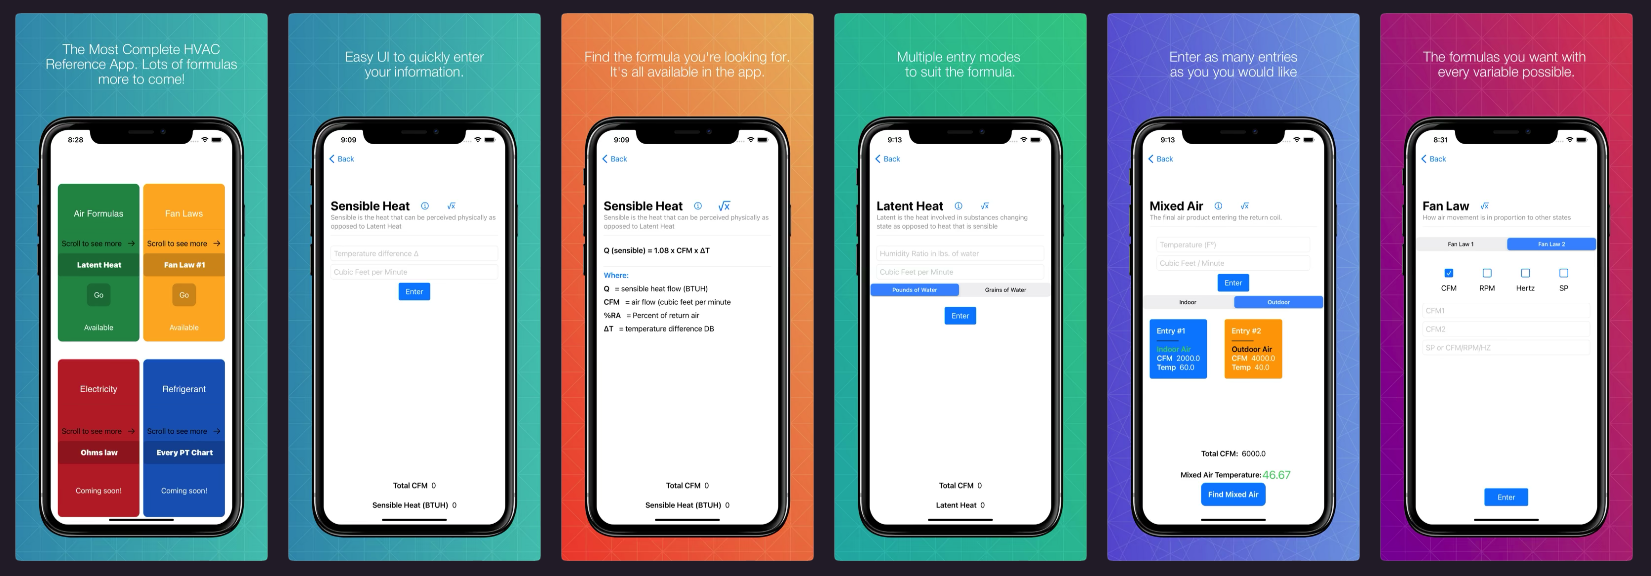 The Most Complete HVAC
Reference App. Lots of formulas
more to come!
8:28
Air Formulas
Fan Laws
Scroll to see more →
Scroll to see more →
Latent Heat
Fan Law #1
Go
Go
Available
Available
Electricity
Refrigerant
Scroll to see more →
Scroll to see more →
Ohms law
Every PT Chart
Coming soon!
Coming soon!
Easy UI to quickly enter
your information.
9:09
Back
Sensible Heat
√x
Sensible is the heat that can be perceived physically as
opposed to Latent Heat
Temperature difference Δ
Cubic Feet per Minute
Enter
Total CFM 0
Sensible Heat (BTUH) 0
Find the formula you're looking for.
It's all available in the app.
9:09
Back
Sensible Heat
√x
Sensible is the heat that can be perceived physically as
opposed to Latent Heat
Q (sensible) = 1.08 x CFM x ΔT
Where:
Q = sensible heat flow (BTUH)
CFM = air flow (cubic feet per minute
%RA = Percent of return air
ΔT = temperature difference DB
Total CFM 0
Sensible Heat (BTUH) 0
Multiple entry modes
to suit the formula.
9:13
Back
Latent Heat
√x
Latent is the heat involved in substances changing
state as opposed to heat that is sensible
Humidity Ratio in lbs. of water
Cubic Feet per Minute
Pounds of Water
Grains of Water
Enter
Total CFM 0
Latent Heat 0
Enter as many entries
as you you would like.
9:13
Back
Mixed Air
√x
The final air product entering the return coil.
Temperature (F°)
Cubic Feet / Minute
Enter
Indoor
Outdoor
Entry #1
Indoor Air
CFM 2000.0
Temp 60.0
Entry #2
Outdoor Air
CFM 4000.0
Temp 40.0
Total CFM: 6000.0
Mixed Air Temperature: 46.67
Find Mixed Air
The formulas you want with
every variable possible.
8:31
Back
Fan Law
√x
How air movement is in proportion to other states
Fan Law 1
Fan Law 2
CFM
RPM
Hertz
SP
CFM1
CFM2
SP or CFM/RPM/HZ
Enter